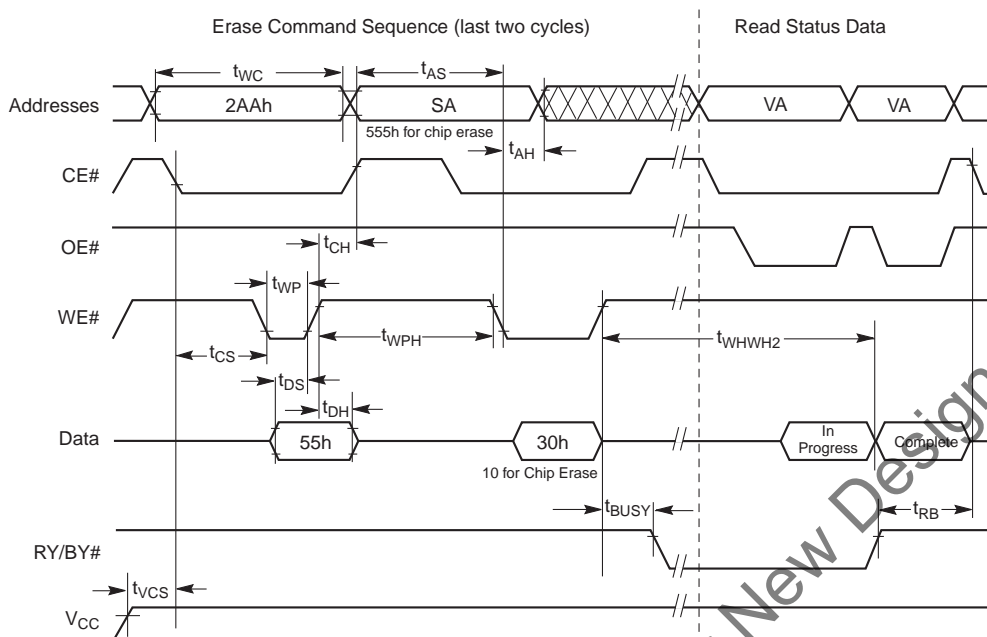 Erase Command Sequence (last two cycles)
Read Status Data
Addresses
tWC
tAS
2AAh
SA
VA
VA
555h for chip erase
tAH
CE#
OE#
tCH
tWP
WE#
tWPH
tWHWH2
tCS
tDS
tDH
Data
55h
30h
In
Progress
Complete
10 for Chip Erase
tBUSY
tRB
RY/BY#
tVCS
VCC
New Design